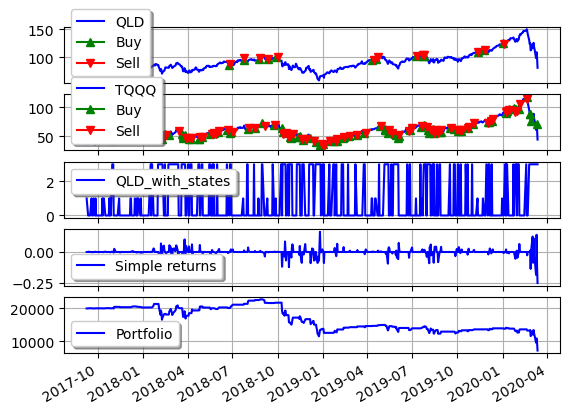 QLD
Buy
Sell
150
100
TQQQ
Buy
Sell
100
50
QLD_with_states
2
0
Simple returns
0.00
−0.25
Portfolio
20000
10000
2017-10
2018-01
2018-04
2018-07
2018-10
2019-01
2019-04
2019-07
2019-10
2020-01
2020-04